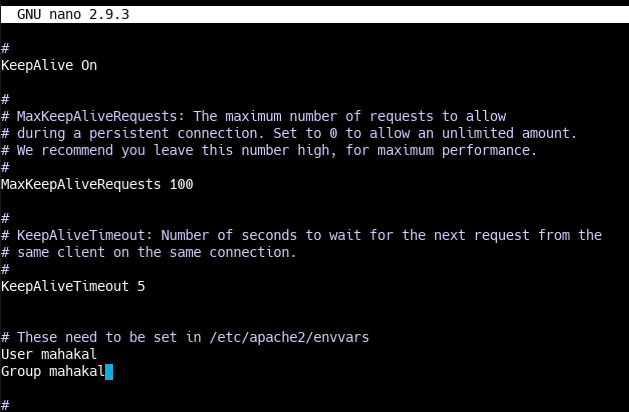 GNU nano 2.9.3
#
KeepAlive On
#
# MaxKeepAliveRequests: The maximum number of requests to allow
# during a persistent connection. Set to 0 to allow an unlimited amount.
# We recommend you leave this number high, for maximum performance.
#
MaxKeepAliveRequests 100
#
# KeepAliveTimeout: Number of seconds to wait for the next request from the
# same client on the same connection.
#
KeepAliveTimeout 5
# These need to be set in /etc/apache2/envvars
User mahakal
Group mahakal
#